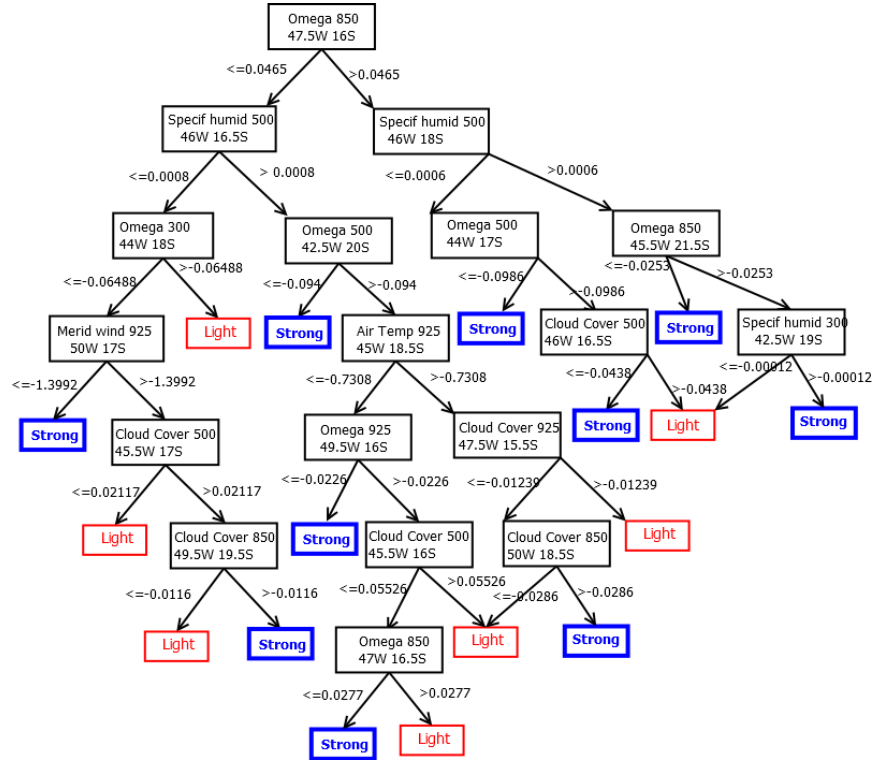 Omega 850
47.5W 16S
<=0.0465
>0.0465
Specif humid 500
46W 16.5S
Specif humid 500
46W 18S
<=0.0008
> 0.0008
<=0.0006
>0.0006
Omega 300
44W 18S
Omega 500
42.5W 20S
Omega 500
44W 17S
Omega 850
45.5W 21.5S
<=-0.06488
>-0.06488
<=-0.094
>-0.094
<=-0.0986
>-0.0986
<=-0.0253
>-0.0253
Merid wind 925
50W 17S
Light
Strong
Air Temp 925
45W 18.5S
Strong
Cloud Cover 500
46W 16.5S
Strong
Specif humid 300
42.5W 19S
<=-1.3992
>-1.3992
<=-0.7308
>-0.7308
<=-0.0438
>-0.0438
<=-0.00012
>-0.00012
Strong
Cloud Cover 500
45.5W 17S
Omega 925
49.5W 16S
Cloud Cover 925
47.5W 15.5S
Strong
Light
Strong
<=0.02117
>0.02117
<=-0.0226
>-0.0226
<=-0.01239
>-0.01239
Light
Cloud Cover 850
49.5W 19.5S
Strong
Cloud Cover 500
45.5W 16S
Cloud Cover 850
50W 18.5S
Light
<=-0.0116
>-0.0116
<=0.05526
>0.05526
<=-0.0286
>-0.0286
Light
Strong
Omega 850
47W 16.5S
Light
Strong
<=0.0277
>0.0277
Strong
Light